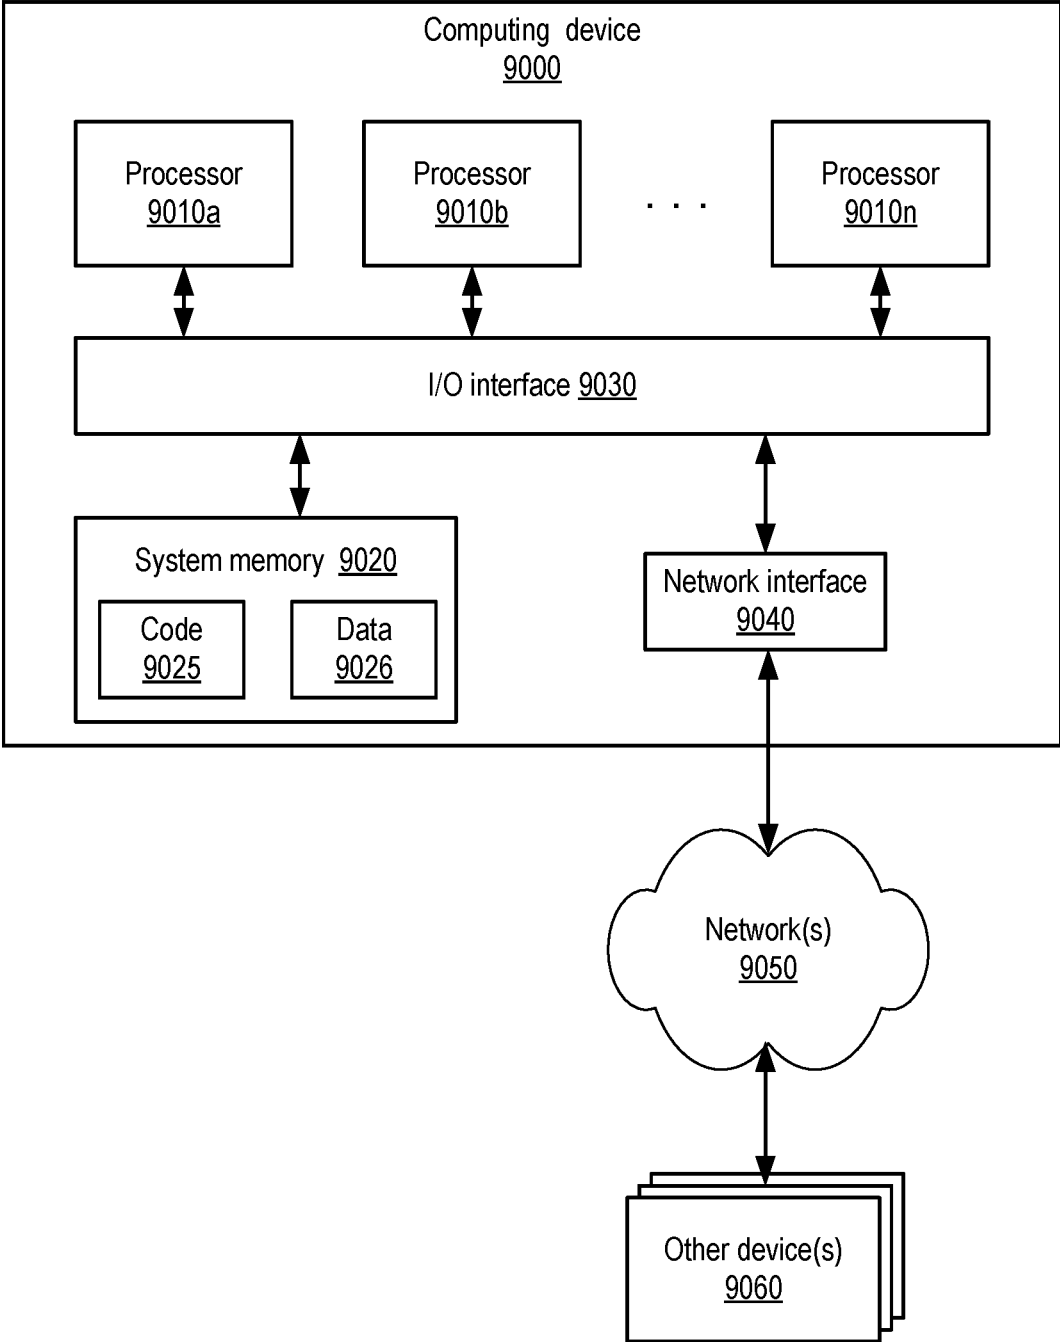 Computing device
9000
Processor
9010a
Processor
9010b
. . .
Processor
9010n
I/O interface 9030
System memory 9020
Code
9025
Data
9026
Network interface
9040
Network(s)
9050
Other device(s)
9060